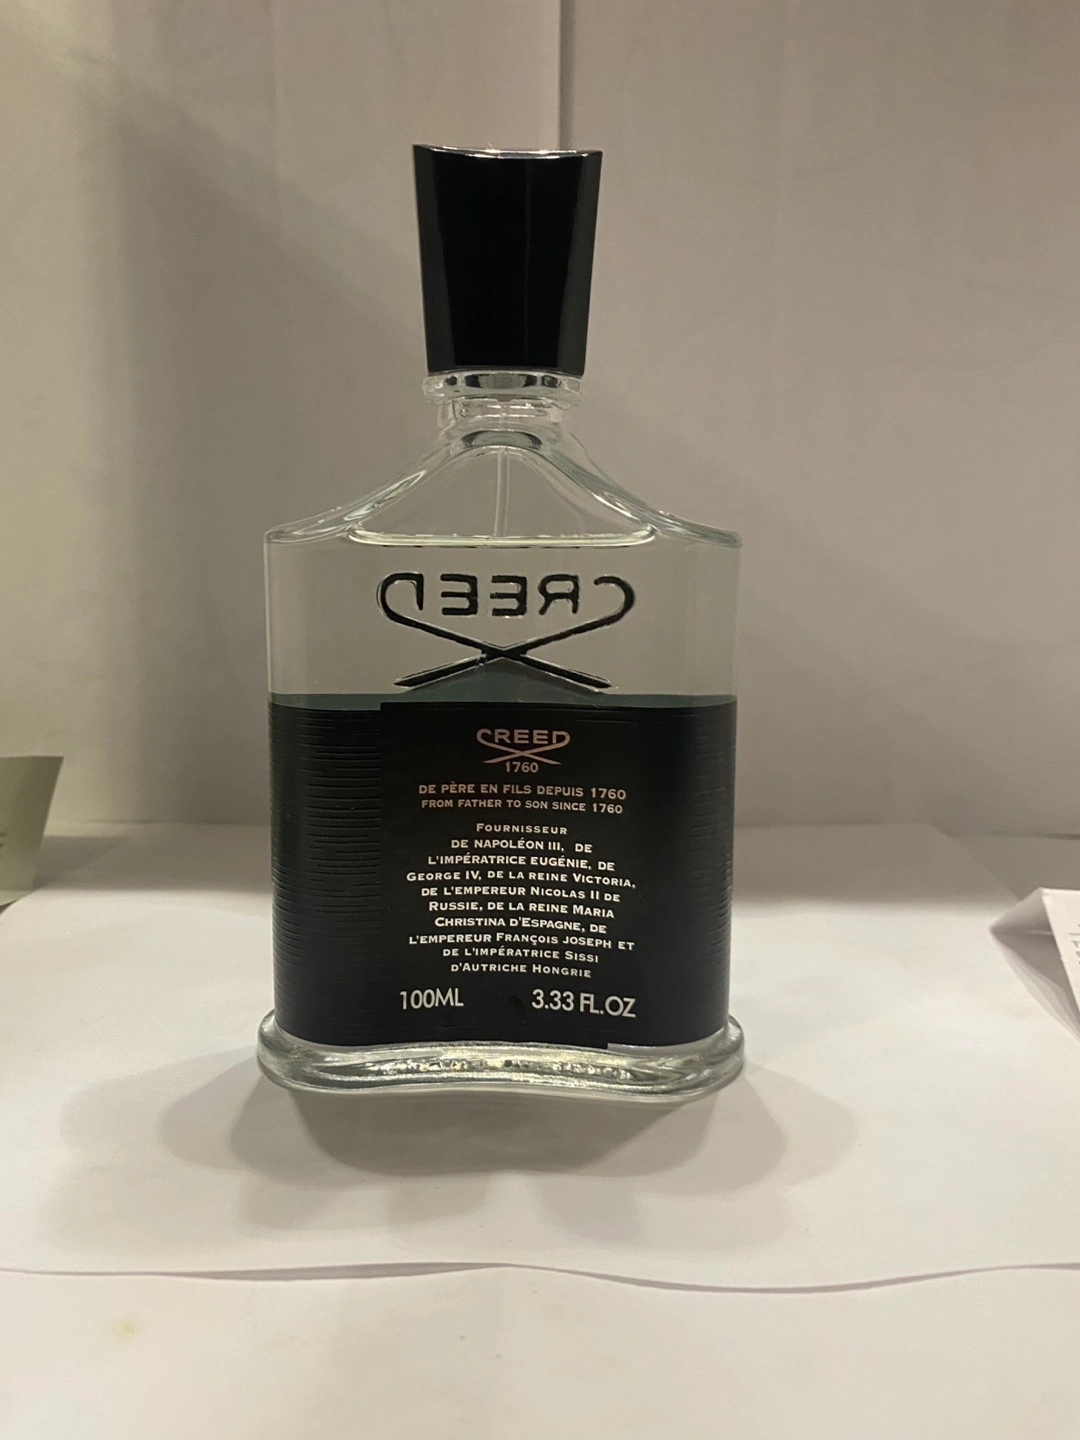 CREED
CREED
1760
DE PÈRE EN FILS DEPUIS 1760
FROM FATHER TO SON SINCE 1760
FOURNISSEUR
DE NAPOLÉON III, DE
L'IMPÉRATRICE EUGÉNIE, DE
GEORGE IV, DE LA REINE VICTORIA,
DE L'EMPEREUR NICOLAS II DE
RUSSIE, DE LA REINE MARIA
CHRISTINA D'ESPAGNE, DE
L'EMPEREUR FRANÇOIS JOSEPH ET
DE L'IMPÉRATRICE SISSI
D'AUTRICHE HONGRIE
100ML 3.33 FL.OZ